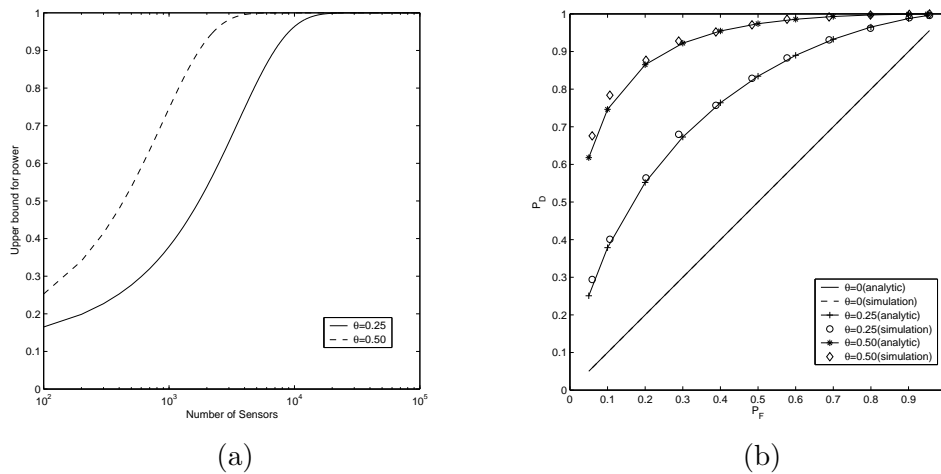 1
0.9
0.8
0.7
0.6
0.5
0.4
0.3
0.2
0.1
0
Upper bound for power
10^2
10^3
10^4
10^5
Number of Sensors
θ=0.25
θ=0.50
(a)
1
0.9
0.8
0.7
0.6
0.5
0.4
0.3
0.2
0.1
0
P_D
0 0.1 0.2 0.3 0.4 0.5 0.6 0.7 0.8 0.9 1
P_F
θ=0(analytic)
θ=0(simulation)
θ=0.25(analytic)
θ=0.25(simulation)
θ=0.50(analytic)
θ=0.50(simulation)
(b)